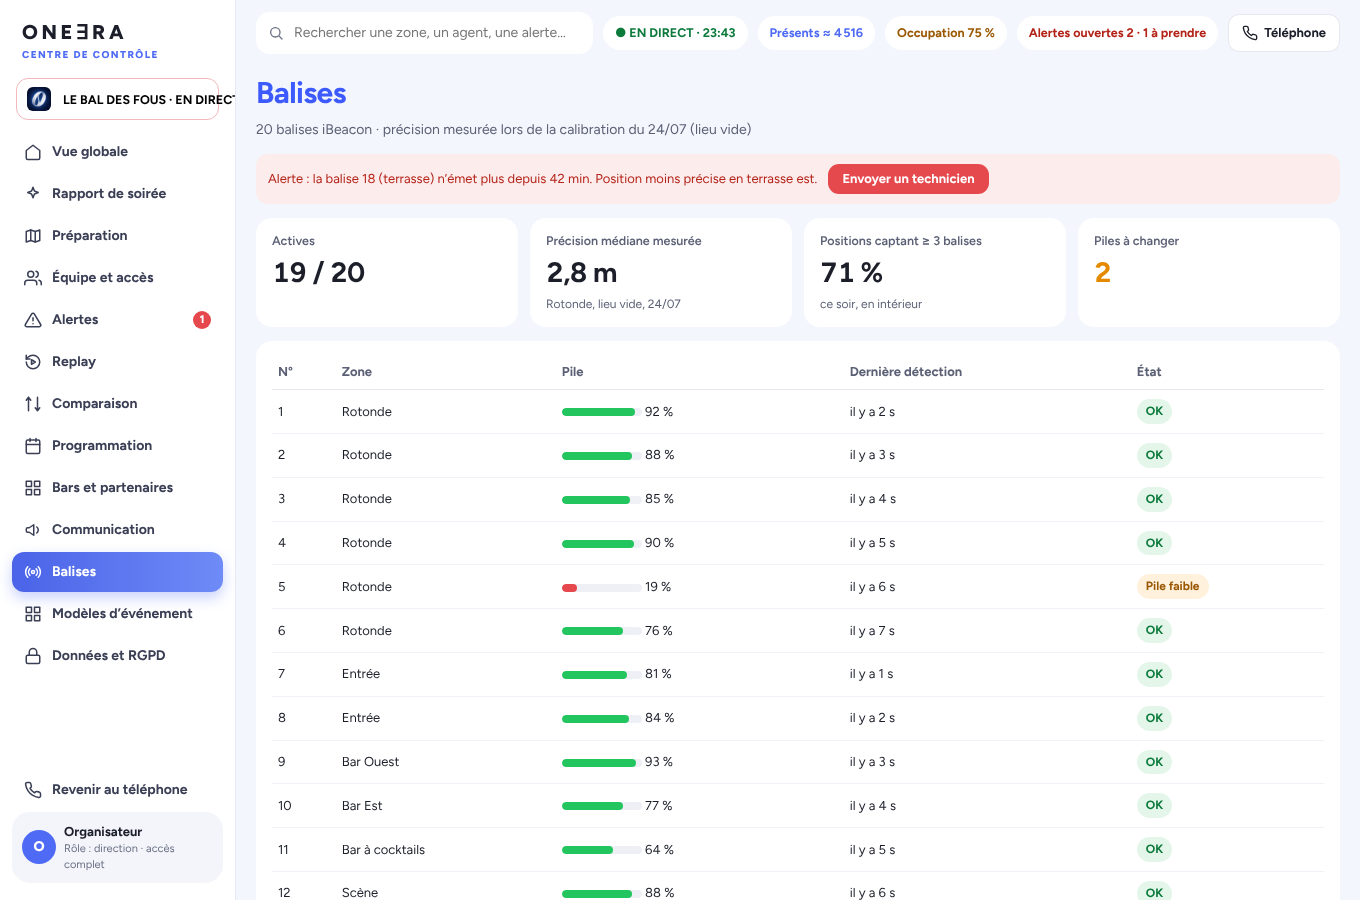 ONEƎRA
CENTRE DE CONTRÔLE
LE BAL DES FOUS · EN DIRECT
Vue globale
Rapport de soirée
Préparation
Équipe et accès
Alertes 1
Replay
Comparaison
Programmation
Bars et partenaires
Communication
Balises
Modèles d’événement
Données et RGPD
Revenir au téléphone
O
Organisateur
Rôle : direction · accès
complet
Rechercher une zone, un agent, une alerte...
EN DIRECT · 23:43
Présents ≈ 4 516
Occupation 75 %
Alertes ouvertes 2 · 1 à prendre
Téléphone
Balises
20 balises iBeacon · précision mesurée lors de la calibration du 24/07 (lieu vide)
Alerte : la balise 18 (terrasse) n’émet plus depuis 42 min. Position moins précise en terrasse est. Envoyer un technicien
Actives
19 / 20
Précision médiane mesurée
2,8 m
Rotonde, lieu vide, 24/07
Positions captant ≥ 3 balises
71 %
ce soir, en intérieur
Piles à changer
2
N° Zone Pile Dernière détection État
1 Rotonde 92 % il y a 2 s OK
2 Rotonde 88 % il y a 3 s OK
3 Rotonde 85 % il y a 4 s OK
4 Rotonde 90 % il y a 5 s OK
5 Rotonde 19 % il y a 6 s Pile faible
6 Rotonde 76 % il y a 7 s OK
7 Entrée 81 % il y a 1 s OK
8 Entrée 84 % il y a 2 s OK
9 Bar Ouest 93 % il y a 3 s OK
10 Bar Est 77 % il y a 4 s OK
11 Bar à cocktails 64 % il y a 5 s OK
12 Scène 88 % il y a 6 s OK